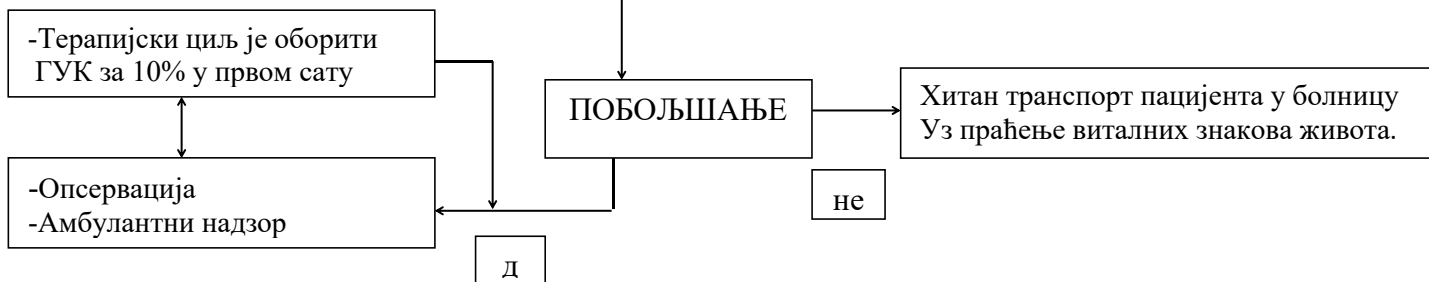 -Терапијски циљ је оборити
ГУК за 10% у првом сату
ПОБОЉШАЊЕ
Хитан транспорт пацијента у болницу
Уз праћење виталних знакова живота.
-Опсервација
-Амбулантни надзор
не
д